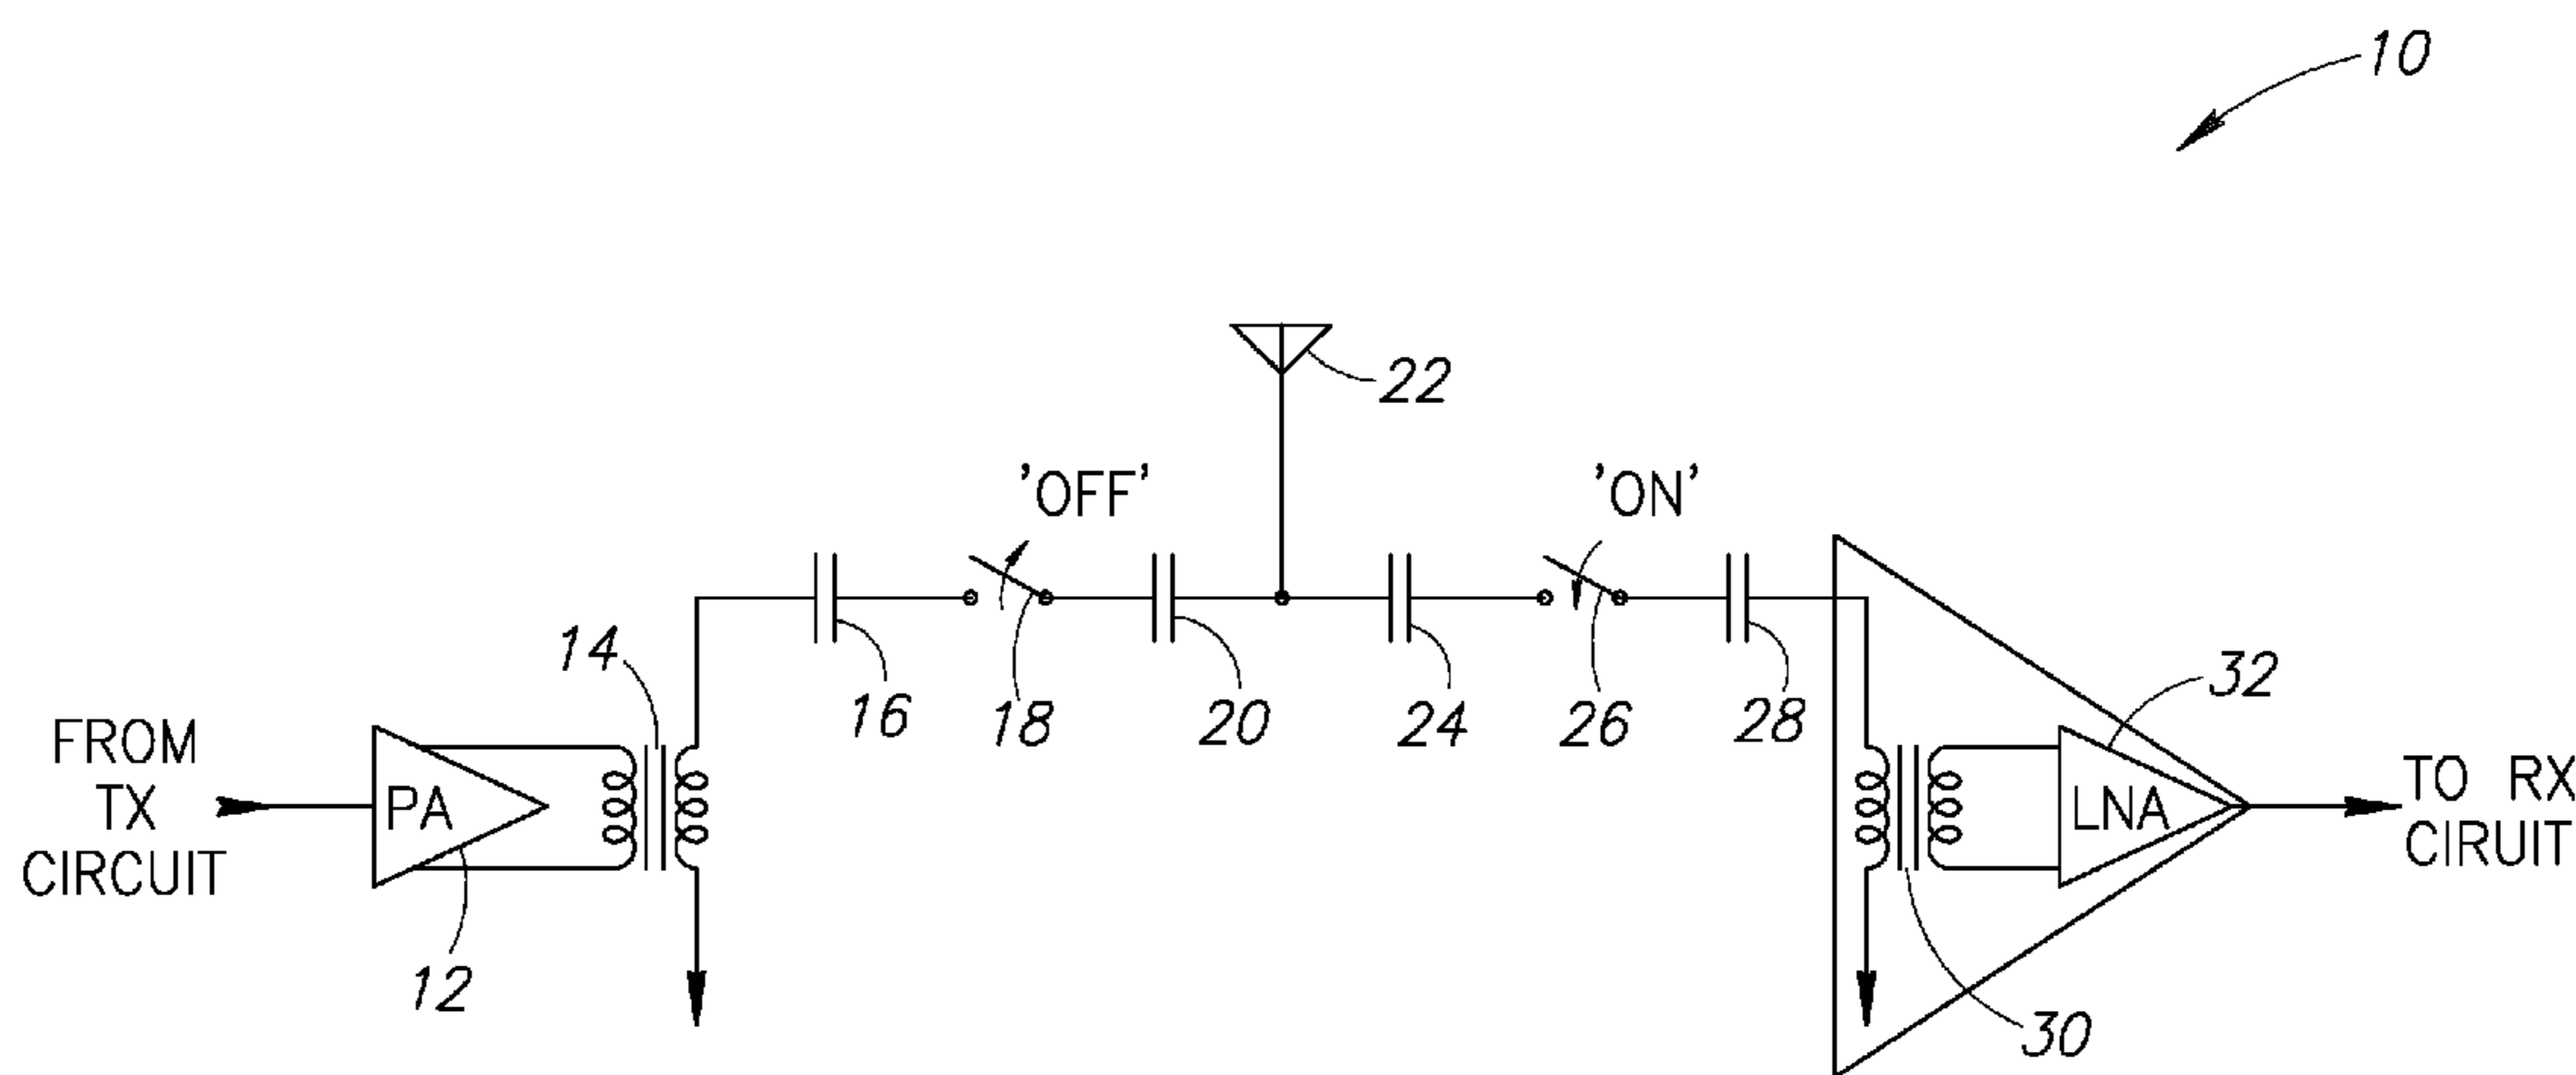 10
22
'OFF'
'ON'
14
16
18
20
24
26
28
32
FROM
TX
CIRCUIT
PA
LNA
TO RX
CIRUIT
12
30